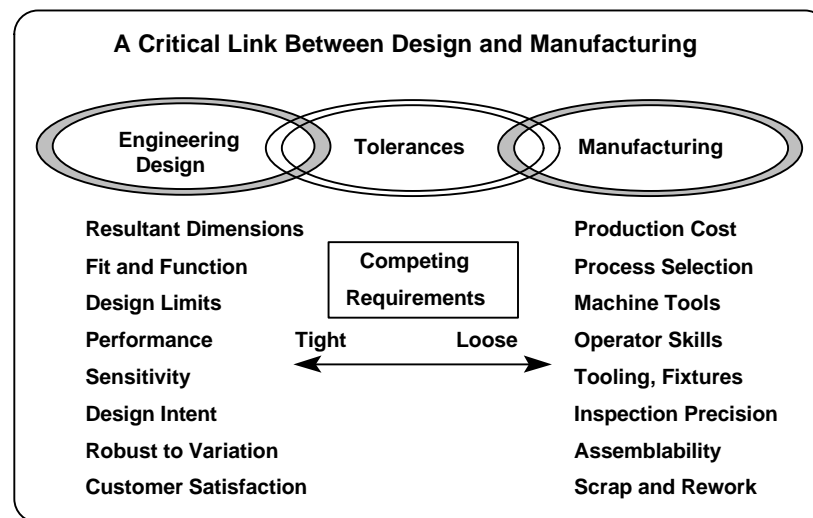 A Critical Link Between Design and Manufacturing
Engineering
Design
Tolerances
Manufacturing
Resultant Dimensions
Fit and Function
Design Limits
Performance
Sensitivity
Design Intent
Robust to Variation
Customer Satisfaction
Competing
Requirements
Tight
Loose
Production Cost
Process Selection
Machine Tools
Operator Skills
Tooling, Fixtures
Inspection Precision
Assemblability
Scrap and Rework